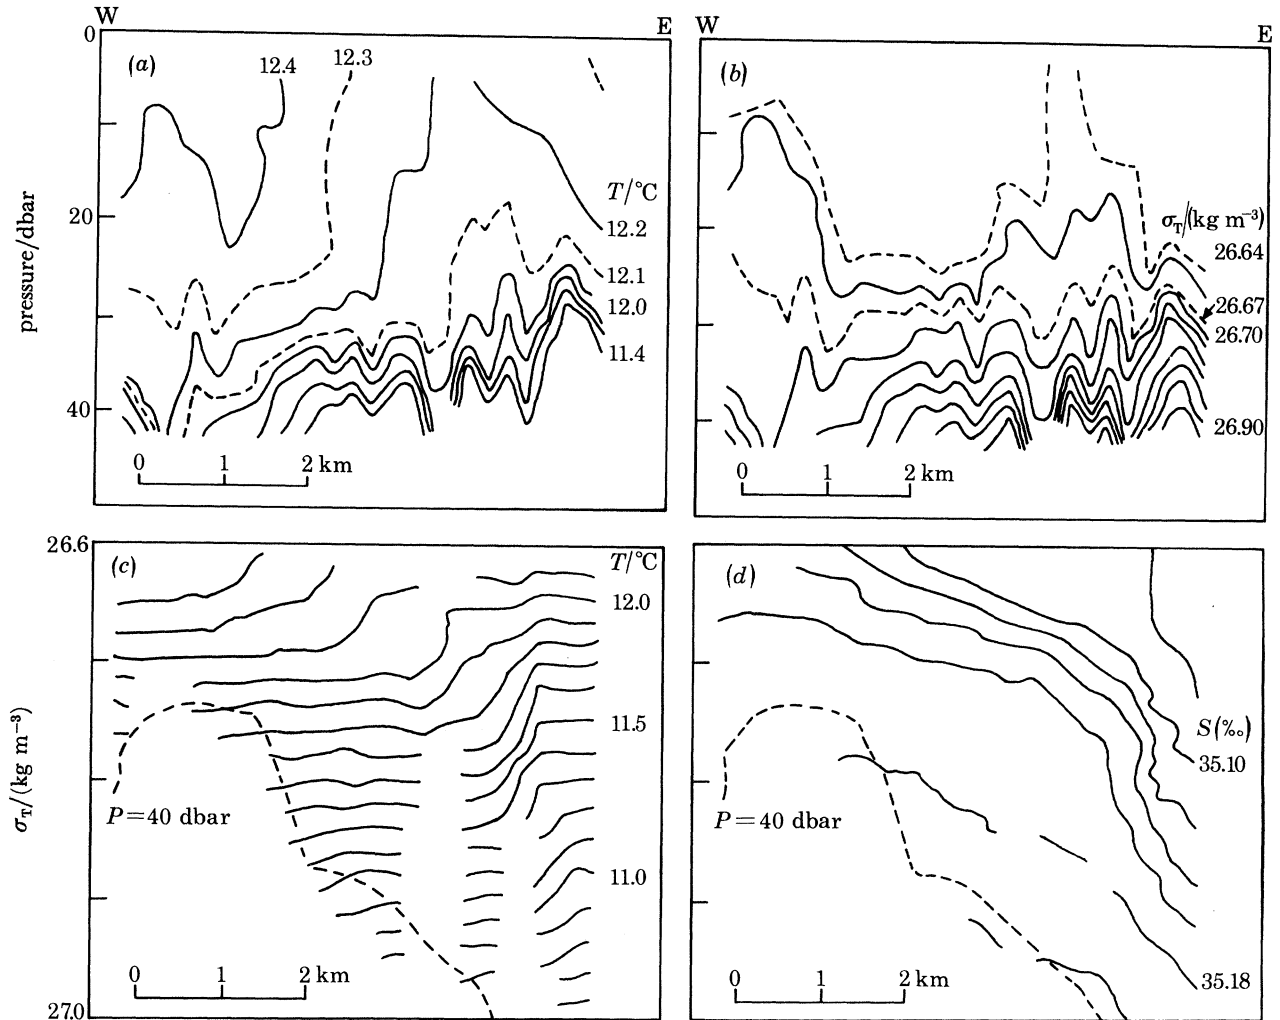 W
E
0
(a)
12.4
12.3
20
40
pressure/dbar
T/°C
12.2
12.1
12.0
11.4
0 1 2 km
W
E
(b)
σT/(kg m−3)
26.64
26.67
26.70
26.90
0 1 2 km
26.6
(c)
T/°C
12.0
11.5
11.0
σT/(kg m−3)
P=40 dbar
0 1 2 km
27.0
(d)
S(‰)
35.10
P=40 dbar
35.18
0 1 2 km